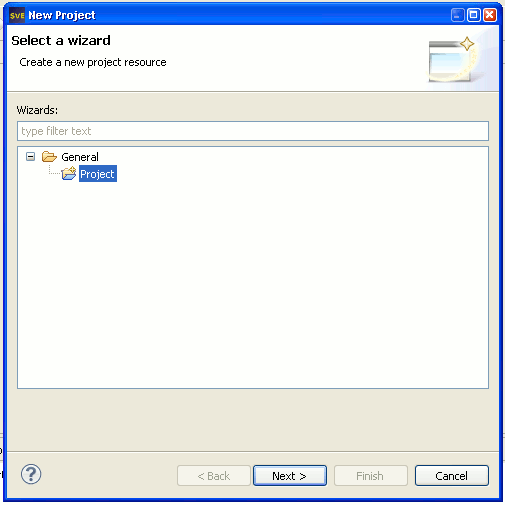 SVE New Project
Select a wizard
Create a new project resource
Wizards:
type filter text
General
Project
? < Back Next > Finish Cancel